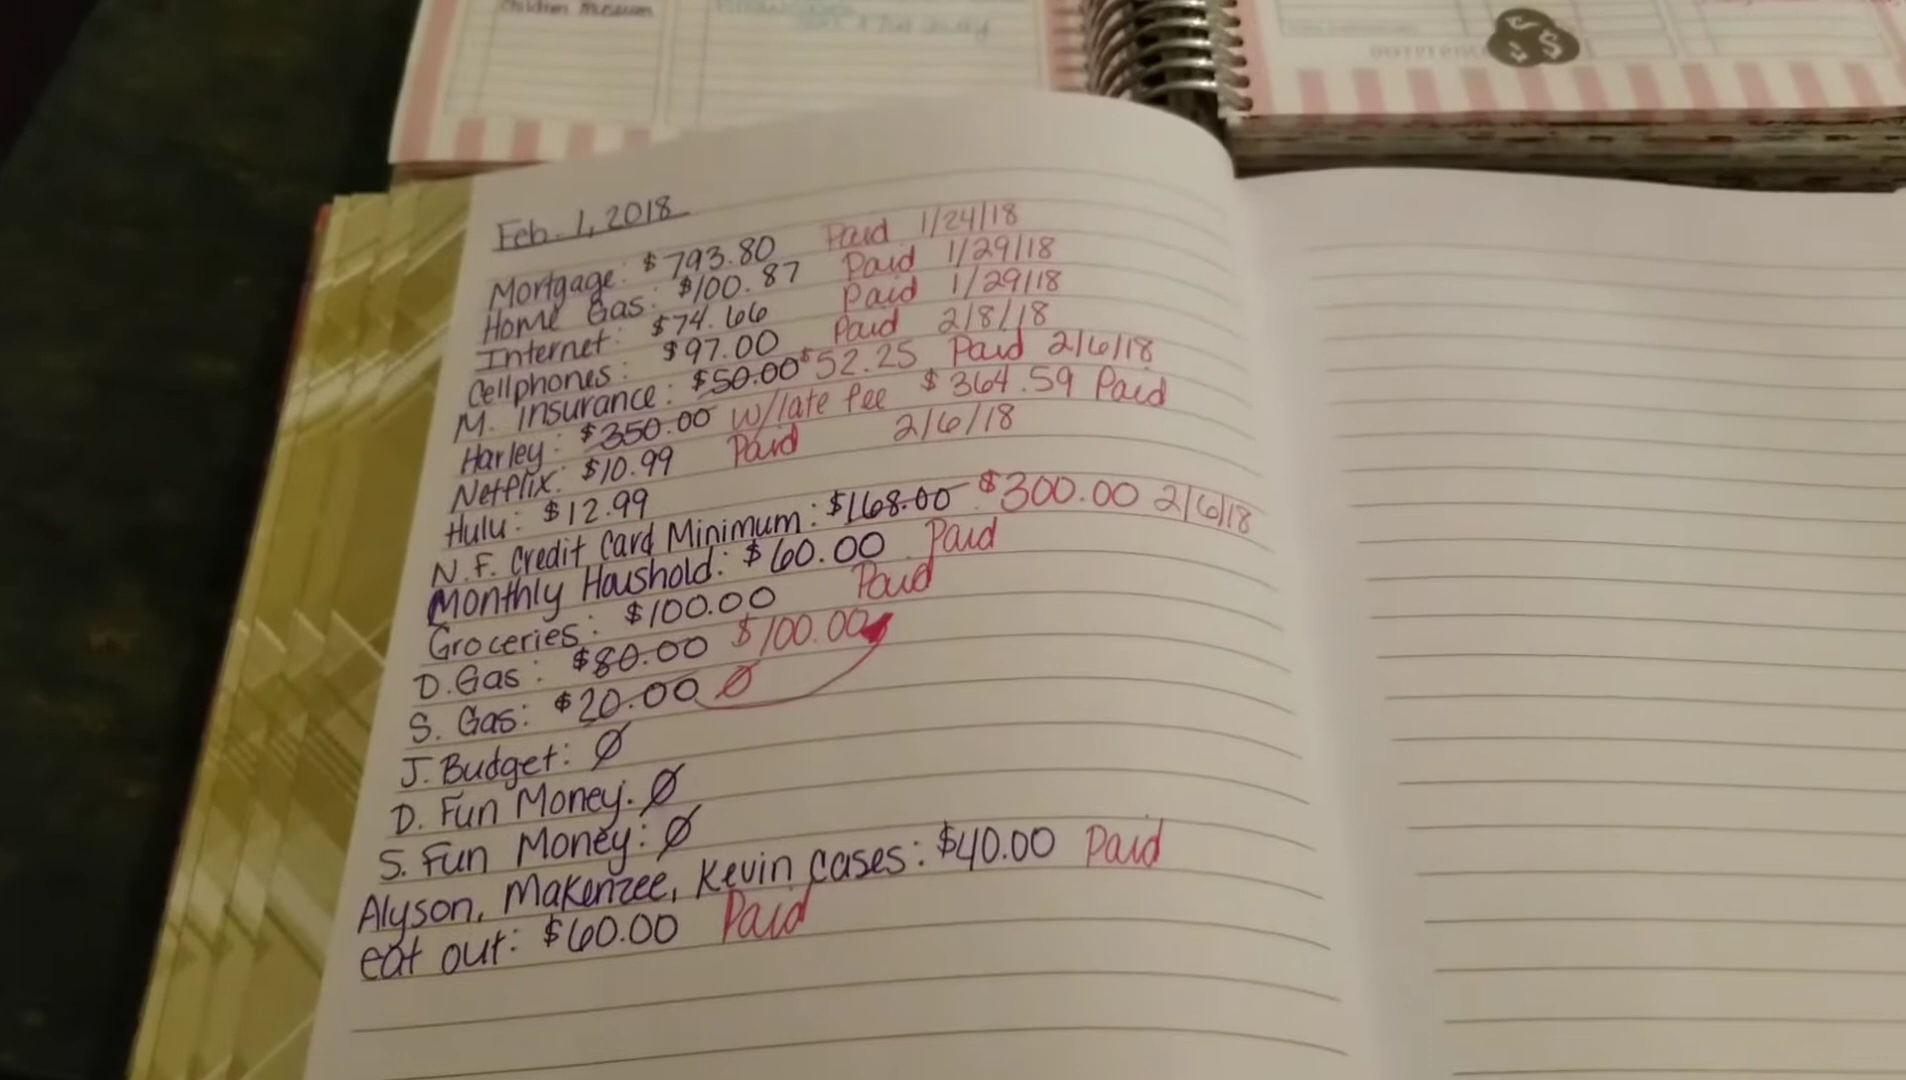 Children Museum
Feb. 1, 2018
Mortgage: $793.80 Paid 1/24/18
Home Gas: $100.87 Paid 1/29/18
Internet: $74.66 Paid 1/29/18
Cellphones: $97.00 Paid 2/8/18
M. Insurance: $50.00 $52.25 Paid 2/6/18
Harley: $350.00 w/late fee $364.59 Paid
Netflix: $10.99 Paid 2/6/18
Hulu: $12.99
N.F. Credit Card Minimum: $168.00 $300.00 2/6/18
Monthly Haushold: $60.00 Paid
Groceries: $100.00 Paid
D. Gas: $80.00 $100.00
S. Gas: $20.00 Ø
J. Budget: Ø
D. Fun Money: Ø
S. Fun Money: Ø
Alyson, Makenzee, Kevin cases: $40.00 Paid
eat out: $60.00 Paid